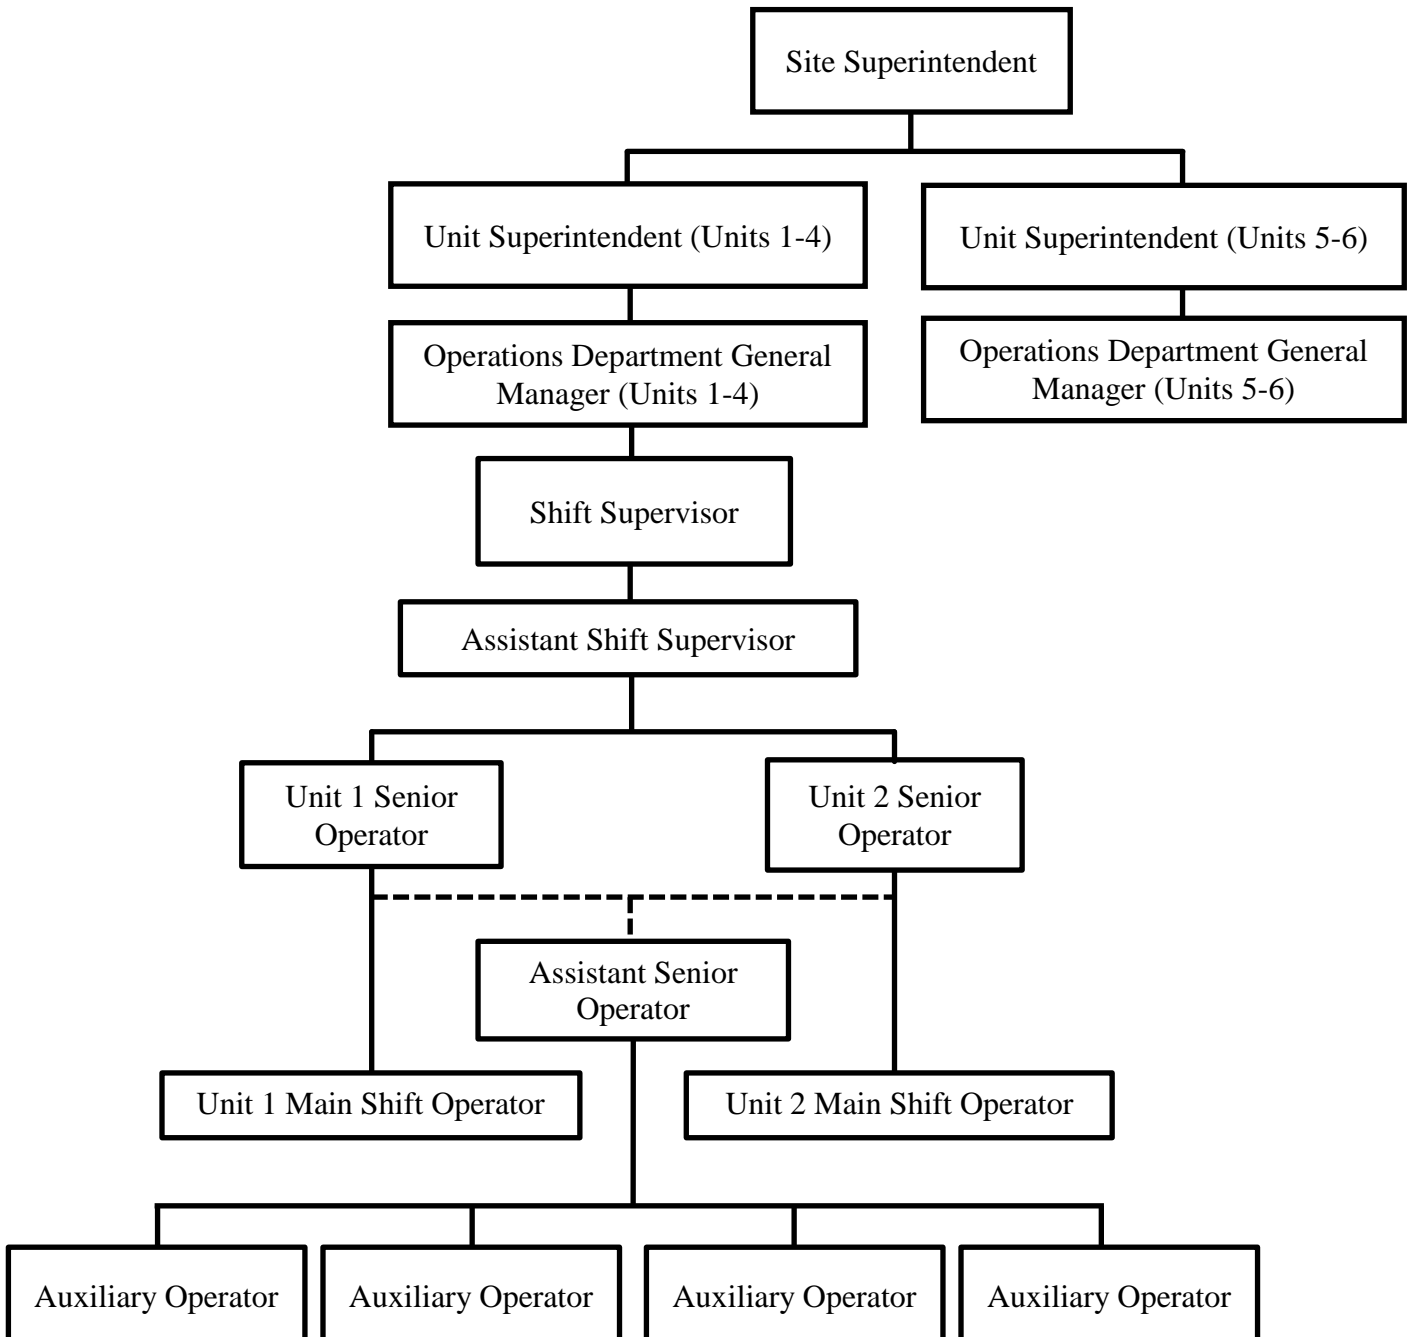 Site Superintendent
Unit Superintendent (Units 1-4)
Unit Superintendent (Units 5-6)
Operations Department General
Manager (Units 1-4)
Operations Department General
Manager (Units 5-6)
Shift Supervisor
Assistant Shift Supervisor
Unit 1 Senior
Operator
Unit 2 Senior
Operator
Assistant Senior
Operator
Unit 1 Main Shift Operator
Unit 2 Main Shift Operator
Auxiliary Operator
Auxiliary Operator
Auxiliary Operator
Auxiliary Operator